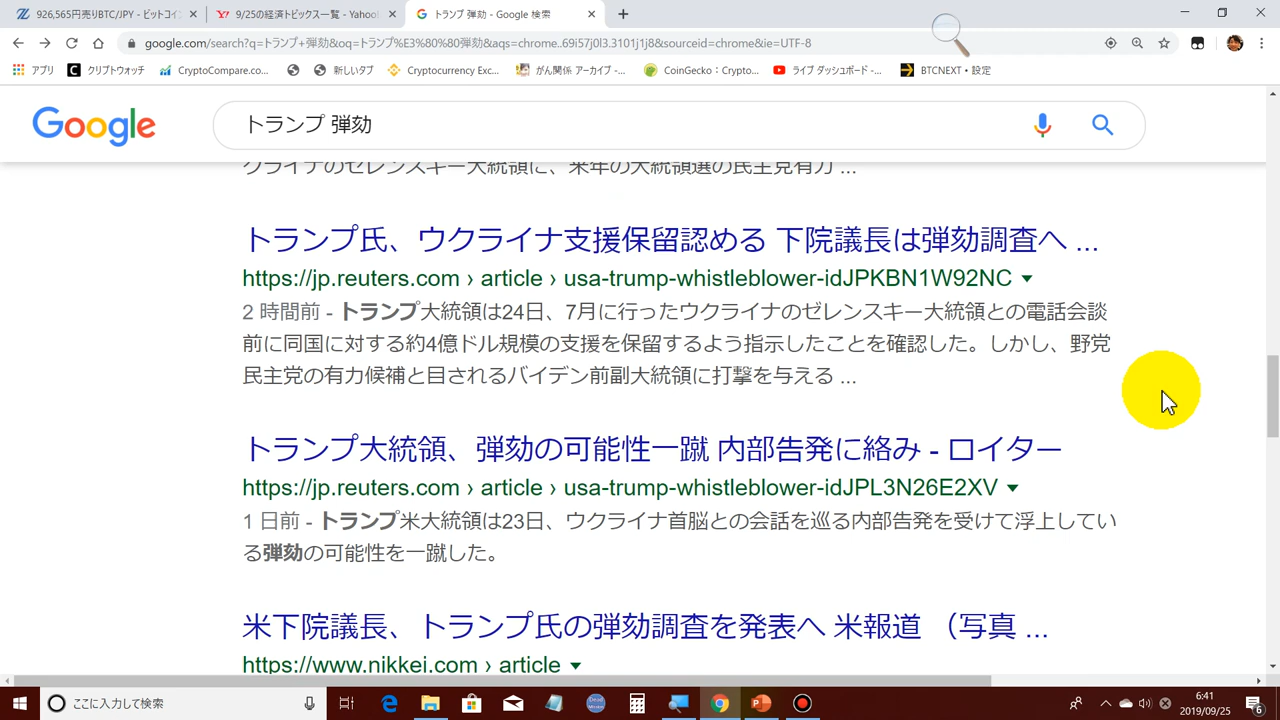 926,565円売りBTC/JPY - ビットコイン
9/25の経済トピックス一覧 - Yahoo!
トランプ 弾劾 - Google 検索
google.com/search?q=トランプ+弾劾&oq=トランプ%E3%80%80弾劾&aqs=chrome..69i57j0l3.3101j1j8&sourceid=chrome&ie=UTF-8
アプリ クリプトウォッチ CryptoCompare.co... 新しいタブ Cryptocurrency Exc... がん関係 アーカイブ -... CoinGecko：Crypto... ライブ ダッシュボード -... BTCNEXT・設定
Google トランプ 弾劾
クライナのゼレンスキー大統領に、来年の大統領選の民主党有力 ...
トランプ氏、ウクライナ支援保留認める 下院議長は弾劾調査へ ...
https://jp.reuters.com › article › usa-trump-whistleblower-idJPKBN1W92NC
2 時間前 - トランプ大統領は24日、7月に行ったウクライナのゼレンスキー大統領との電話会談
前に同国に対する約4億ドル規模の支援を保留するよう指示したことを確認した。しかし、野党
民主党の有力候補と目されるバイデン前副大統領に打撃を与える ...
トランプ大統領、弾劾の可能性一蹴 内部告発に絡み - ロイター
https://jp.reuters.com › article › usa-trump-whistleblower-idJPL3N26E2XV
1 日前 - トランプ米大統領は23日、ウクライナ首脳との会話を巡る内部告発を受けて浮上してい
る弾劾の可能性を一蹴した。
米下院議長、トランプ氏の弾劾調査を発表へ 米報道 （写真 ...
https://www.nikkei.com › article
ここに入力して検索
6:41
2019/09/25
6